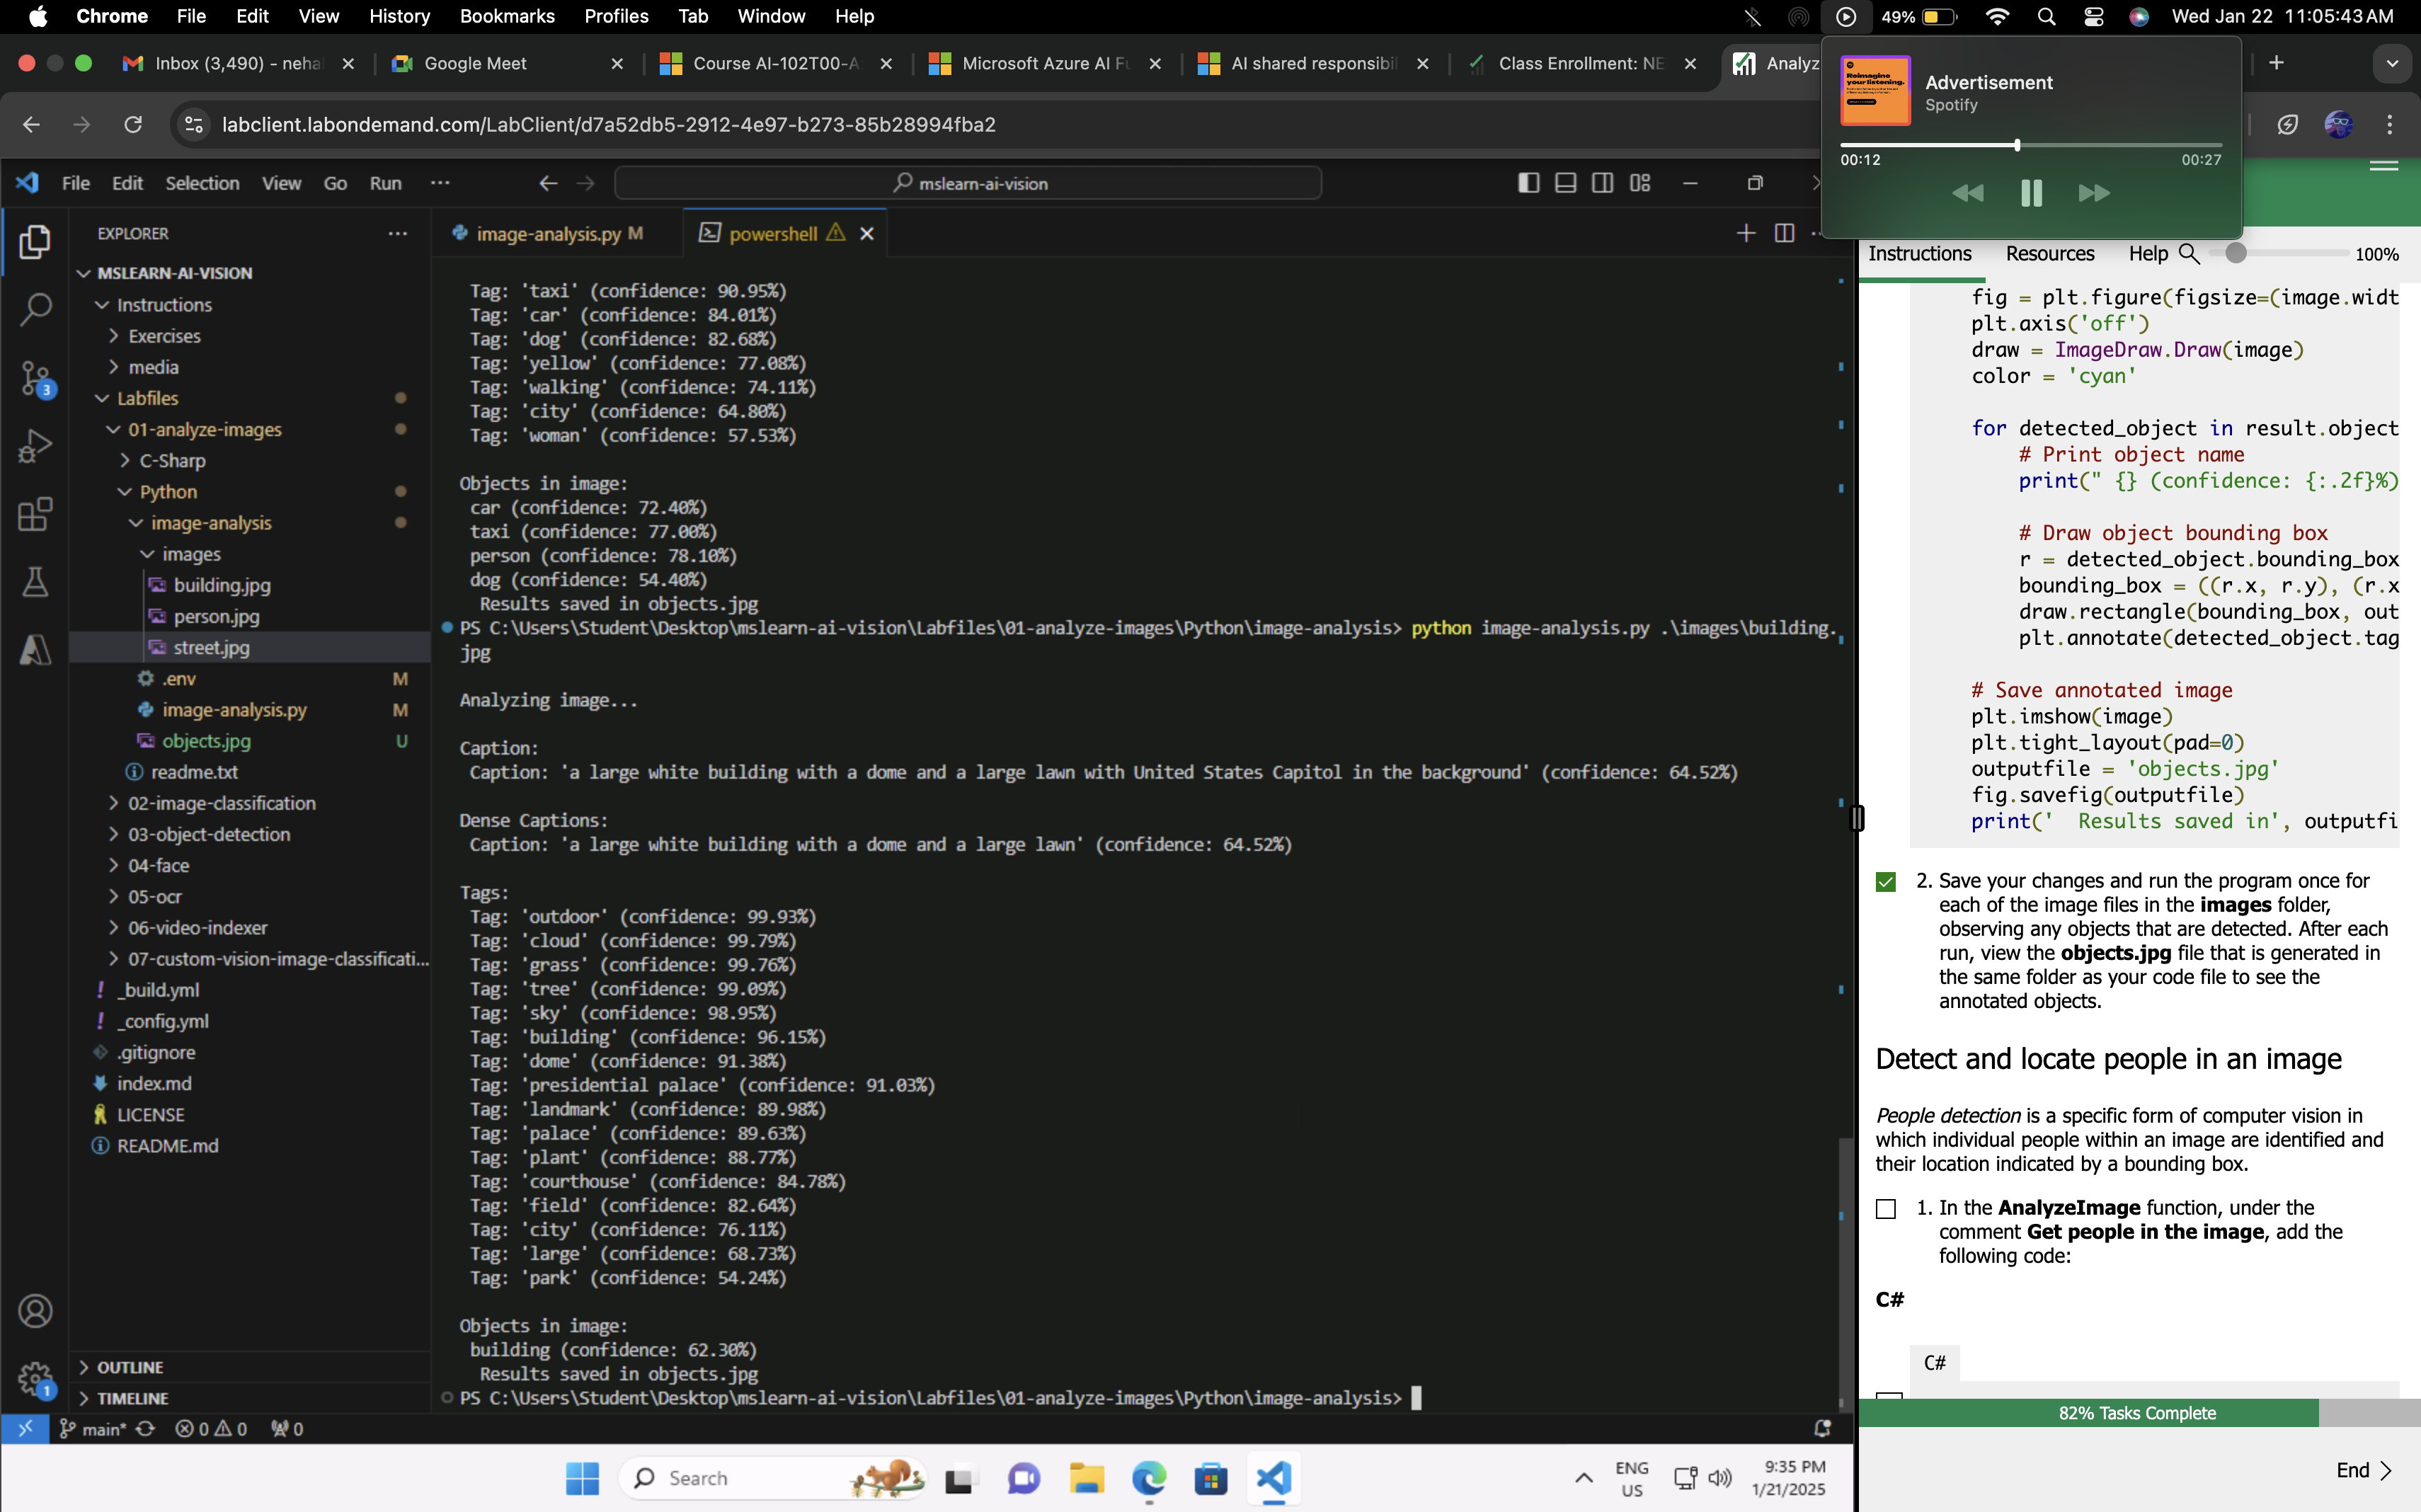 Chrome File Edit View History Bookmarks Profiles Tab Window Help
49% Wed Jan 22 11:05:43 AM
Inbox (3,490) - neha
Google Meet
Course AI-102T00-A
Microsoft Azure AI Fu
AI shared responsibil
Class Enrollment: NE
Analyz
labclient.labondemand.com/LabClient/d7a52db5-2912-4e97-b273-85b28994fba2
Reimagine
your listening.
Advertisement
Spotify
00:12
00:27
File Edit Selection View Go Run ...
mslearn-ai-vision
EXPLORER
MSLEARN-AI-VISION
Instructions
Exercises
media
Labfiles
01-analyze-images
C-Sharp
Python
image-analysis
images
building.jpg
person.jpg
street.jpg
.env M
image-analysis.py M
objects.jpg U
readme.txt
02-image-classification
03-object-detection
04-face
05-ocr
06-video-indexer
07-custom-vision-image-classificati...
_build.yml
_config.yml
.gitignore
index.md
LICENSE
README.md
OUTLINE
TIMELINE
3
1
image-analysis.py M
powershell
Tag: 'taxi' (confidence: 90.95%)
Tag: 'car' (confidence: 84.01%)
Tag: 'dog' (confidence: 82.68%)
Tag: 'yellow' (confidence: 77.08%)
Tag: 'walking' (confidence: 74.11%)
Tag: 'city' (confidence: 64.80%)
Tag: 'woman' (confidence: 57.53%)
Objects in image:
car (confidence: 72.40%)
taxi (confidence: 77.00%)
person (confidence: 78.10%)
dog (confidence: 54.40%)
Results saved in objects.jpg
PS C:\Users\Student\Desktop\mslearn-ai-vision\Labfiles\01-analyze-images\Python\image-analysis> python image-analysis.py .\images\building.
jpg
Analyzing image...
Caption:
Caption: 'a large white building with a dome and a large lawn with United States Capitol in the background' (confidence: 64.52%)
Dense Captions:
Caption: 'a large white building with a dome and a large lawn' (confidence: 64.52%)
Tags:
Tag: 'outdoor' (confidence: 99.93%)
Tag: 'cloud' (confidence: 99.79%)
Tag: 'grass' (confidence: 99.76%)
Tag: 'tree' (confidence: 99.09%)
Tag: 'sky' (confidence: 98.95%)
Tag: 'building' (confidence: 96.15%)
Tag: 'dome' (confidence: 91.38%)
Tag: 'presidential palace' (confidence: 91.03%)
Tag: 'landmark' (confidence: 89.98%)
Tag: 'palace' (confidence: 89.63%)
Tag: 'plant' (confidence: 88.77%)
Tag: 'courthouse' (confidence: 84.78%)
Tag: 'field' (confidence: 82.64%)
Tag: 'city' (confidence: 76.11%)
Tag: 'large' (confidence: 68.73%)
Tag: 'park' (confidence: 54.24%)
Objects in image:
building (confidence: 62.30%)
Results saved in objects.jpg
PS C:\Users\Student\Desktop\mslearn-ai-vision\Labfiles\01-analyze-images\Python\image-analysis>
main* 0 0 0
Search
ENG
US
9:35 PM
1/21/2025
Instructions Resources Help 100%
fig = plt.figure(figsize=(image.widt
plt.axis('off')
draw = ImageDraw.Draw(image)
color = 'cyan'
for detected_object in result.object
# Print object name
print(" {} (confidence: {:.2f}%)
# Draw object bounding box
r = detected_object.bounding_box
bounding_box = ((r.x, r.y), (r.x
draw.rectangle(bounding_box, out
plt.annotate(detected_object.tag
# Save annotated image
plt.imshow(image)
plt.tight_layout(pad=0)
outputfile = 'objects.jpg'
fig.savefig(outputfile)
print('  Results saved in', outputfi
2. Save your changes and run the program once for
each of the image files in the images folder,
observing any objects that are detected. After each
run, view the objects.jpg file that is generated in
the same folder as your code file to see the
annotated objects.
Detect and locate people in an image
People detection is a specific form of computer vision in
which individual people within an image are identified and
their location indicated by a bounding box.
1. In the AnalyzeImage function, under the
comment Get people in the image, add the
following code:
C#
C#
82% Tasks Complete
End